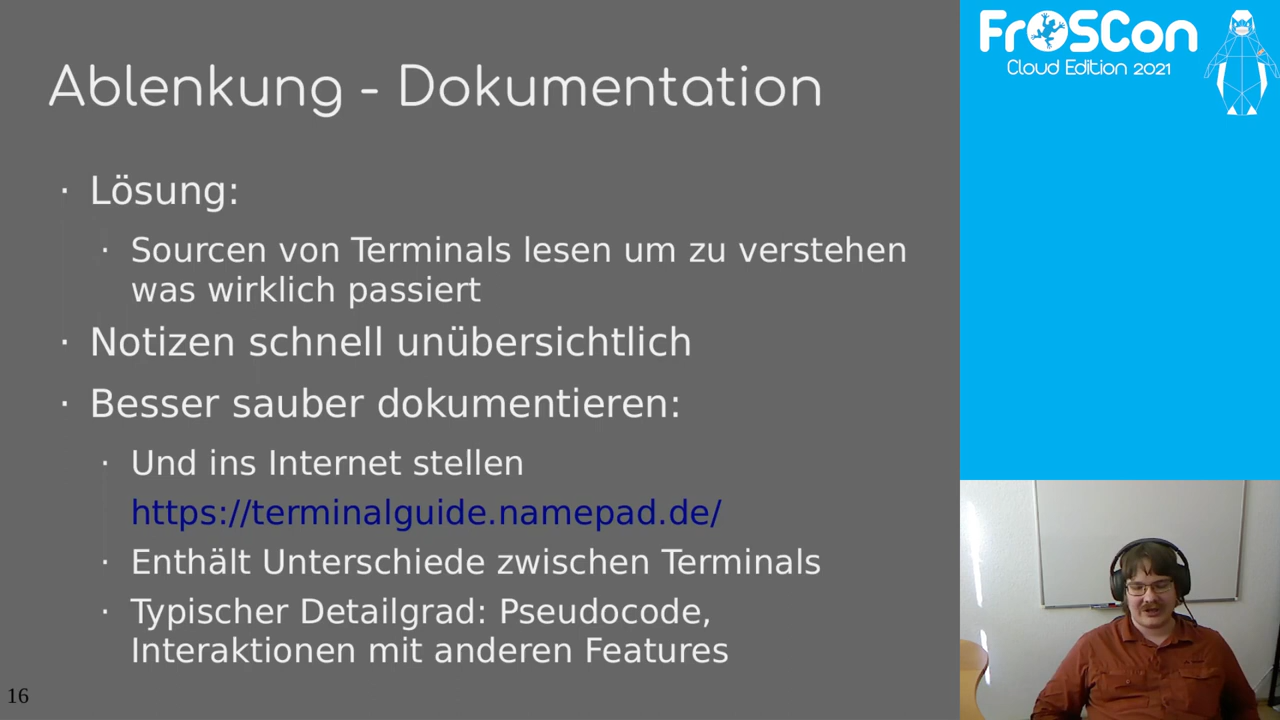 Ablenkung - Dokumentation
· Lösung:
· Sourcen von Terminals lesen um zu verstehen
was wirklich passiert
· Notizen schnell unübersichtlich
· Besser sauber dokumentieren:
· Und ins Internet stellen
https://terminalguide.namepad.de/
· Enthält Unterschiede zwischen Terminals
· Typischer Detailgrad: Pseudocode,
Interaktionen mit anderen Features
16
FrOSCon
Cloud Edition 2021